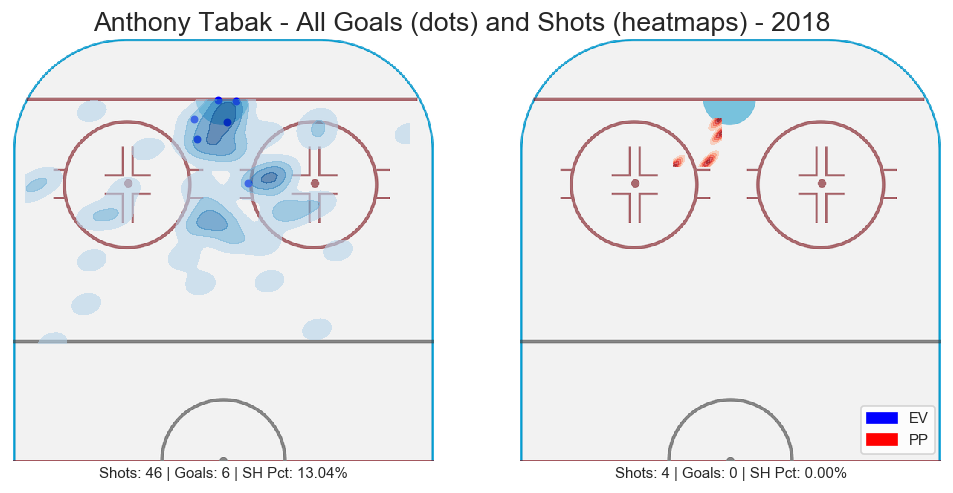 Anthony Tabak - All Goals (dots) and Shots (heatmaps) - 2018
EV
PP
Shots: 46 | Goals: 6 | SH Pct: 13.04%
Shots: 4 | Goals: 0 | SH Pct: 0.00%